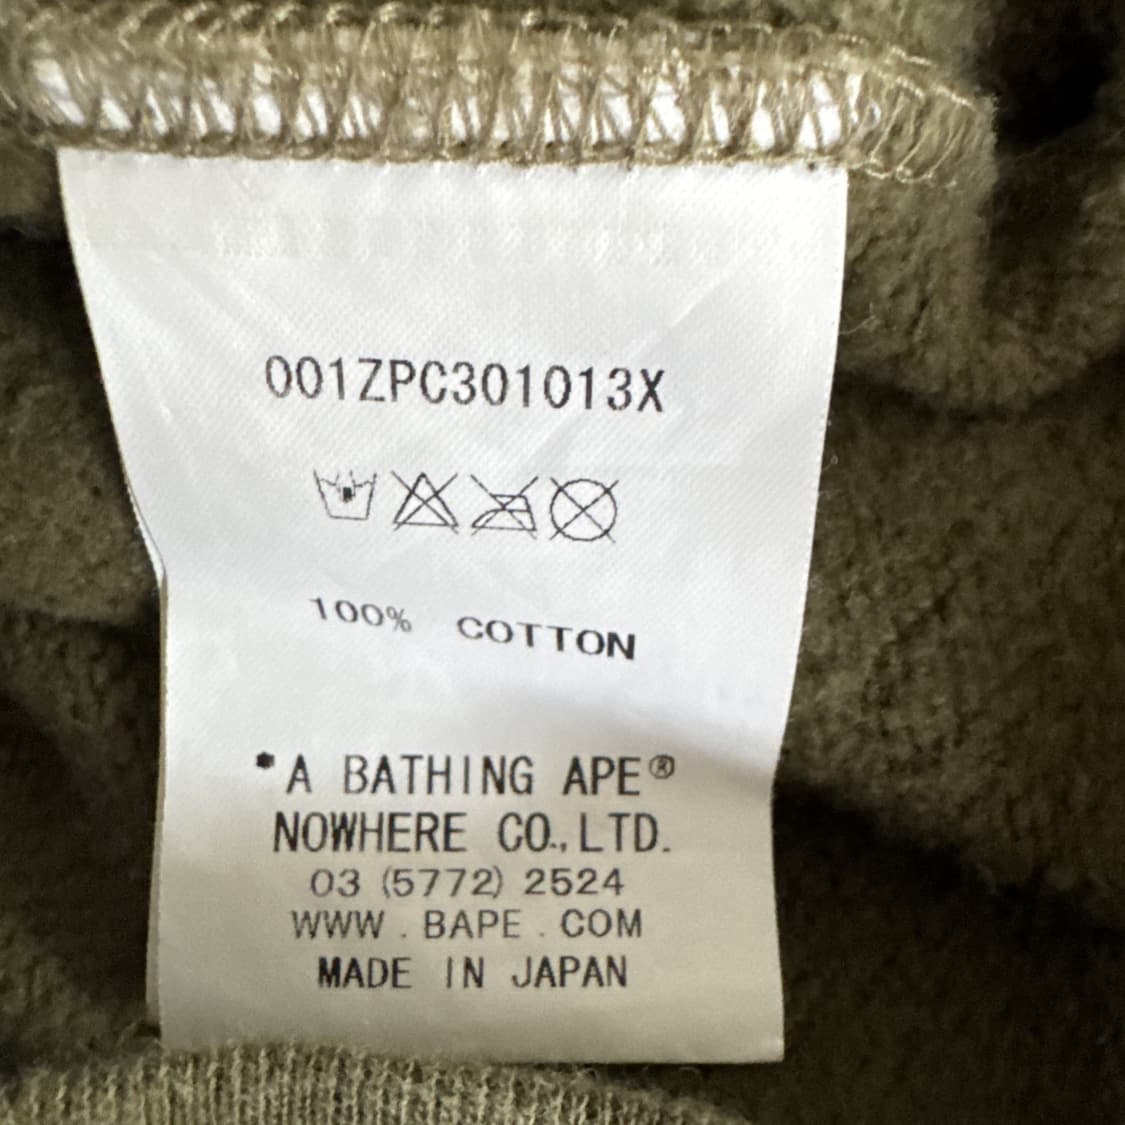 001ZPC301013X
100% COTTON
*A BATHING APE®
NOWHERE CO.,LTD.
03 (5772) 2524
WWW . BAPE . COM
MADE IN JAPAN